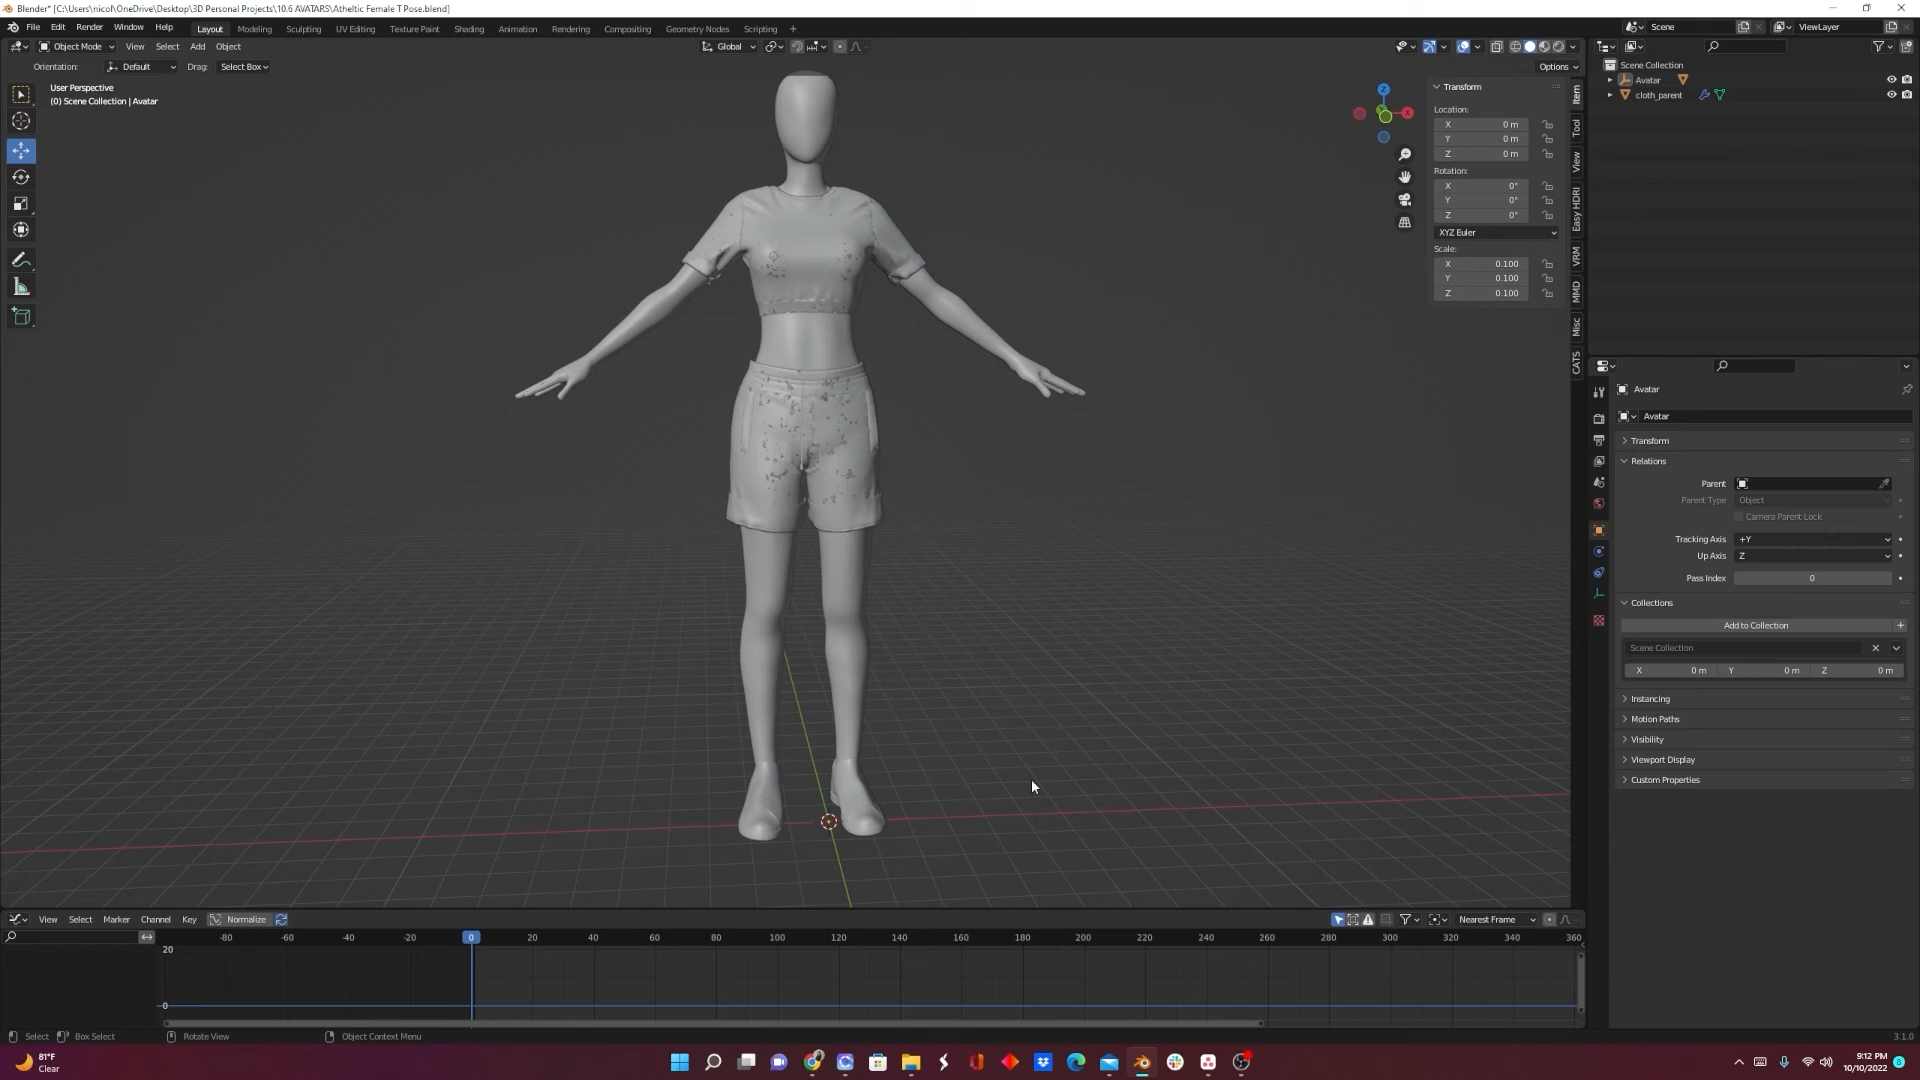 Blender* [C:\Users\nicol\OneDrive\Desktop\3D Personal Projects\10.6 AVATARS\Atheltic Female T Pose.blend]
File Edit Render Window Help Layout Modeling Sculpting UV Editing Texture Paint Shading Animation Rendering Compositing Geometry Nodes Scripting +
Scene
ViewLayer
Object Mode View Select Add Object
Global
Orientation: Default Drag: Select Box
Options
User Perspective
(0) Scene Collection | Avatar
Z
Transform
Location:
X 0 m
Y 0 m
Z 0 m
Rotation:
X 0°
Y 0°
Z 0°
XYZ Euler
Scale:
X 0.100
Y 0.100
Z 0.100
Item
Tool
View
Easy HDRI
VRM
MMD
Misc
CATS
Scene Collection
Avatar
cloth_parent
Avatar
Avatar
Transform
Relations
Parent
Parent Type Object
Camera Parent Lock
Tracking Axis +Y
Up Axis Z
Pass Index 0
Collections
Add to Collection
Scene Collection
X 0 m Y 0 m Z 0 m
Instancing
Motion Paths
Visibility
Viewport Display
Custom Properties
View Select Marker Channel Key Normalize
Nearest Frame
-80 -60 -40 -20 0 20 40 60 80 100 120 140 160 180 200 220 240 260 280 300 320 340 360
20
0
Select Box Select Rotate View Object Context Menu
3.1.0
81°F
Clear
9:12 PM
10/10/2022
8